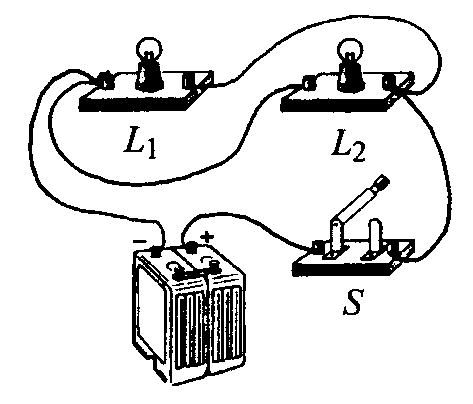 L₁
L₂
− +
S